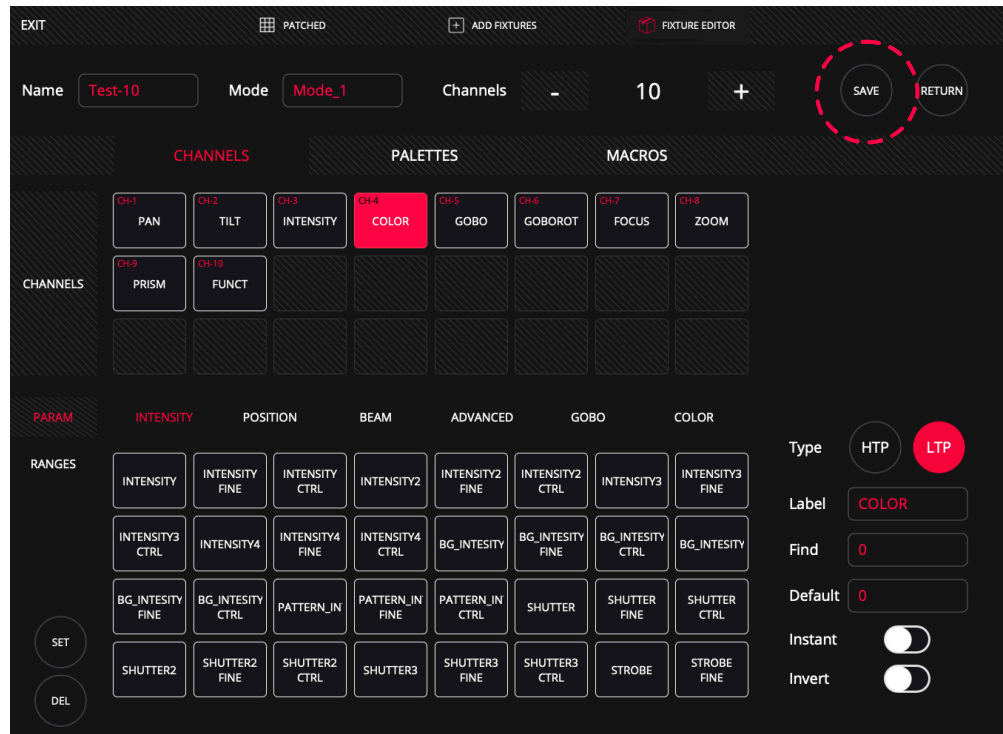 EXIT PATCHED ADD FIXTURES FIXTURE EDITOR
Name Test-10 Mode Mode_1 Channels - 10 + SAVE RETURN
CHANNELS PALETTES MACROS
CH-1 CH-2 CH-3 CH-4 CH-5 CH-6 CH-7 CH-8
PAN TILT INTENSITY COLOR GOBO GOBOROT FOCUS ZOOM
CH-9 CH-10
CHANNELS PRISM FUNCT
PARAM INTENSITY POSITION BEAM ADVANCED GOBO COLOR
RANGES
INTENSITY
INTENSITY
FINE
INTENSITY
CTRL
INTENSITY2
INTENSITY2
FINE
INTENSITY2
CTRL
INTENSITY3
INTENSITY3
FINE
INTENSITY3
CTRL
INTENSITY4
INTENSITY4
FINE
INTENSITY4
CTRL
BG_INTESITY
BG_INTESITY
FINE
BG_INTESITY
CTRL
BG_INTESITY
BG_INTESITY
FINE
BG_INTESITY
CTRL
PATTERN_IN
PATTERN_IN
FINE
PATTERN_IN
CTRL
SHUTTER
SHUTTER
FINE
SHUTTER
CTRL
SHUTTER2
SHUTTER2
FINE
SHUTTER2
CTRL
SHUTTER3
SHUTTER3
FINE
SHUTTER3
CTRL
STROBE
STROBE
FINE
SET
DEL
Type HTP LTP
Label COLOR
Find 0
Default 0
Instant
Invert